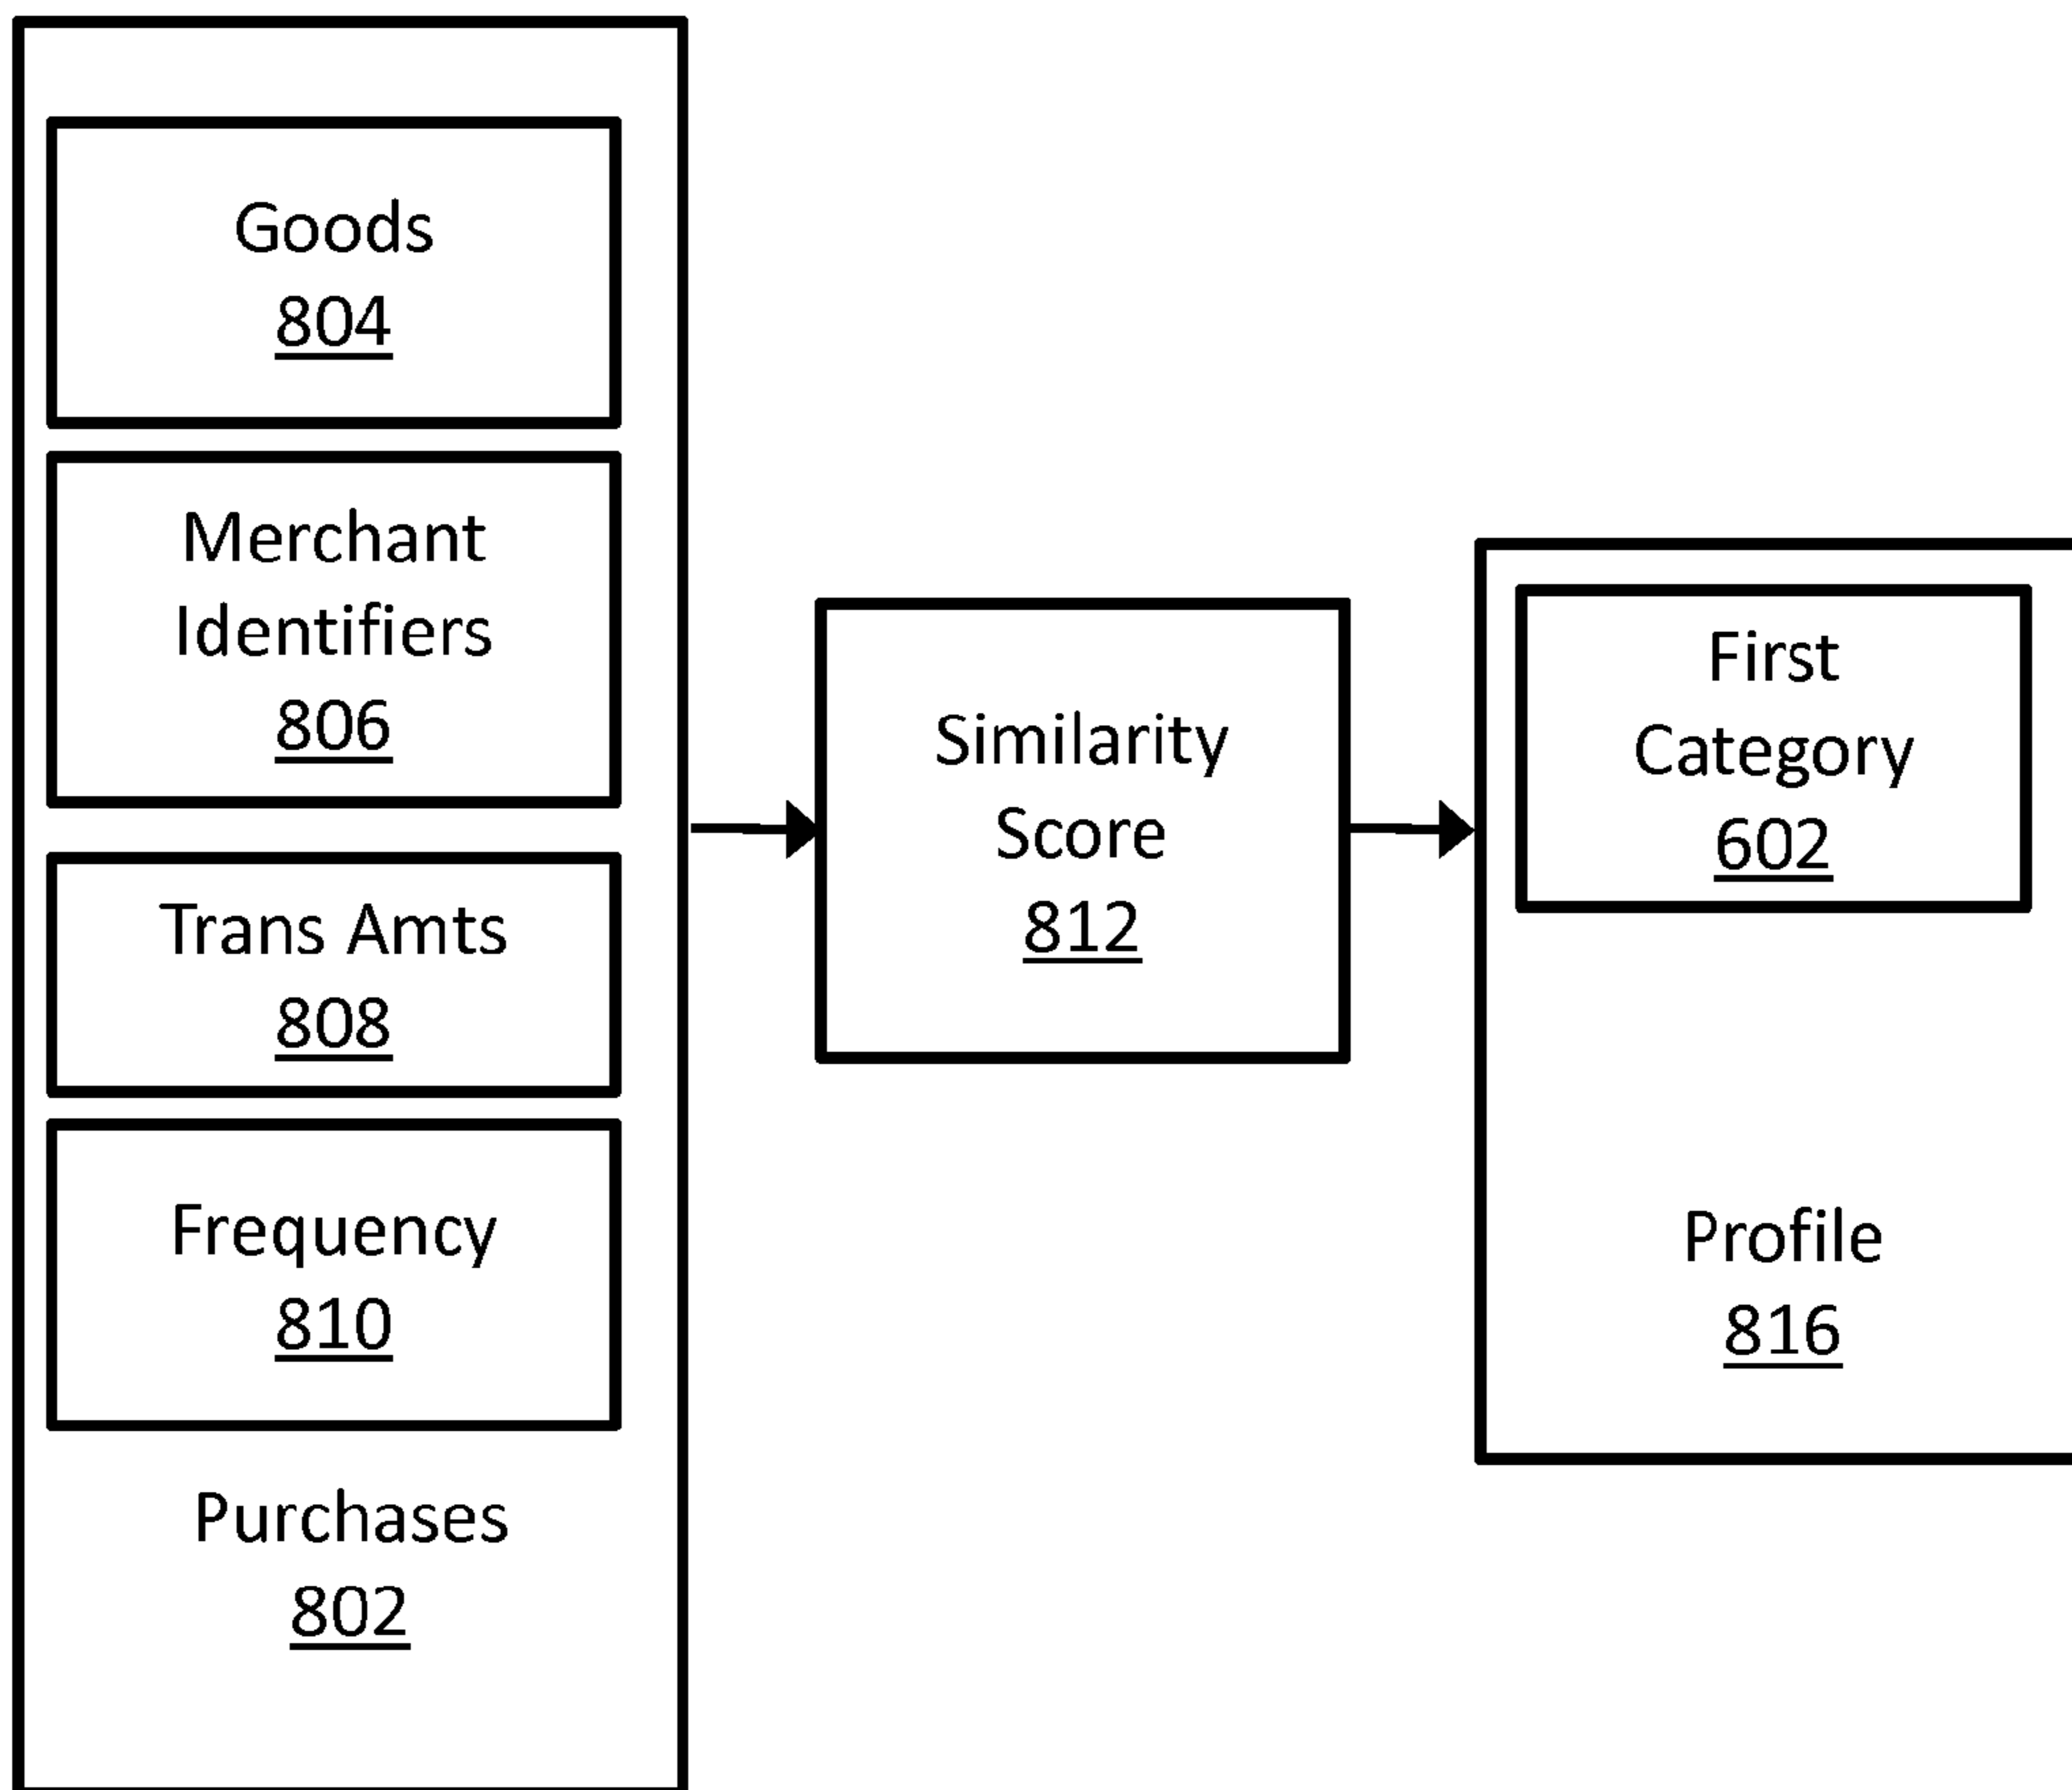 Goods
804
Merchant
Identifiers
806
Trans Amts
808
Frequency
810
Purchases
802
Similarity
Score
812
First
Category
602
Profile
816